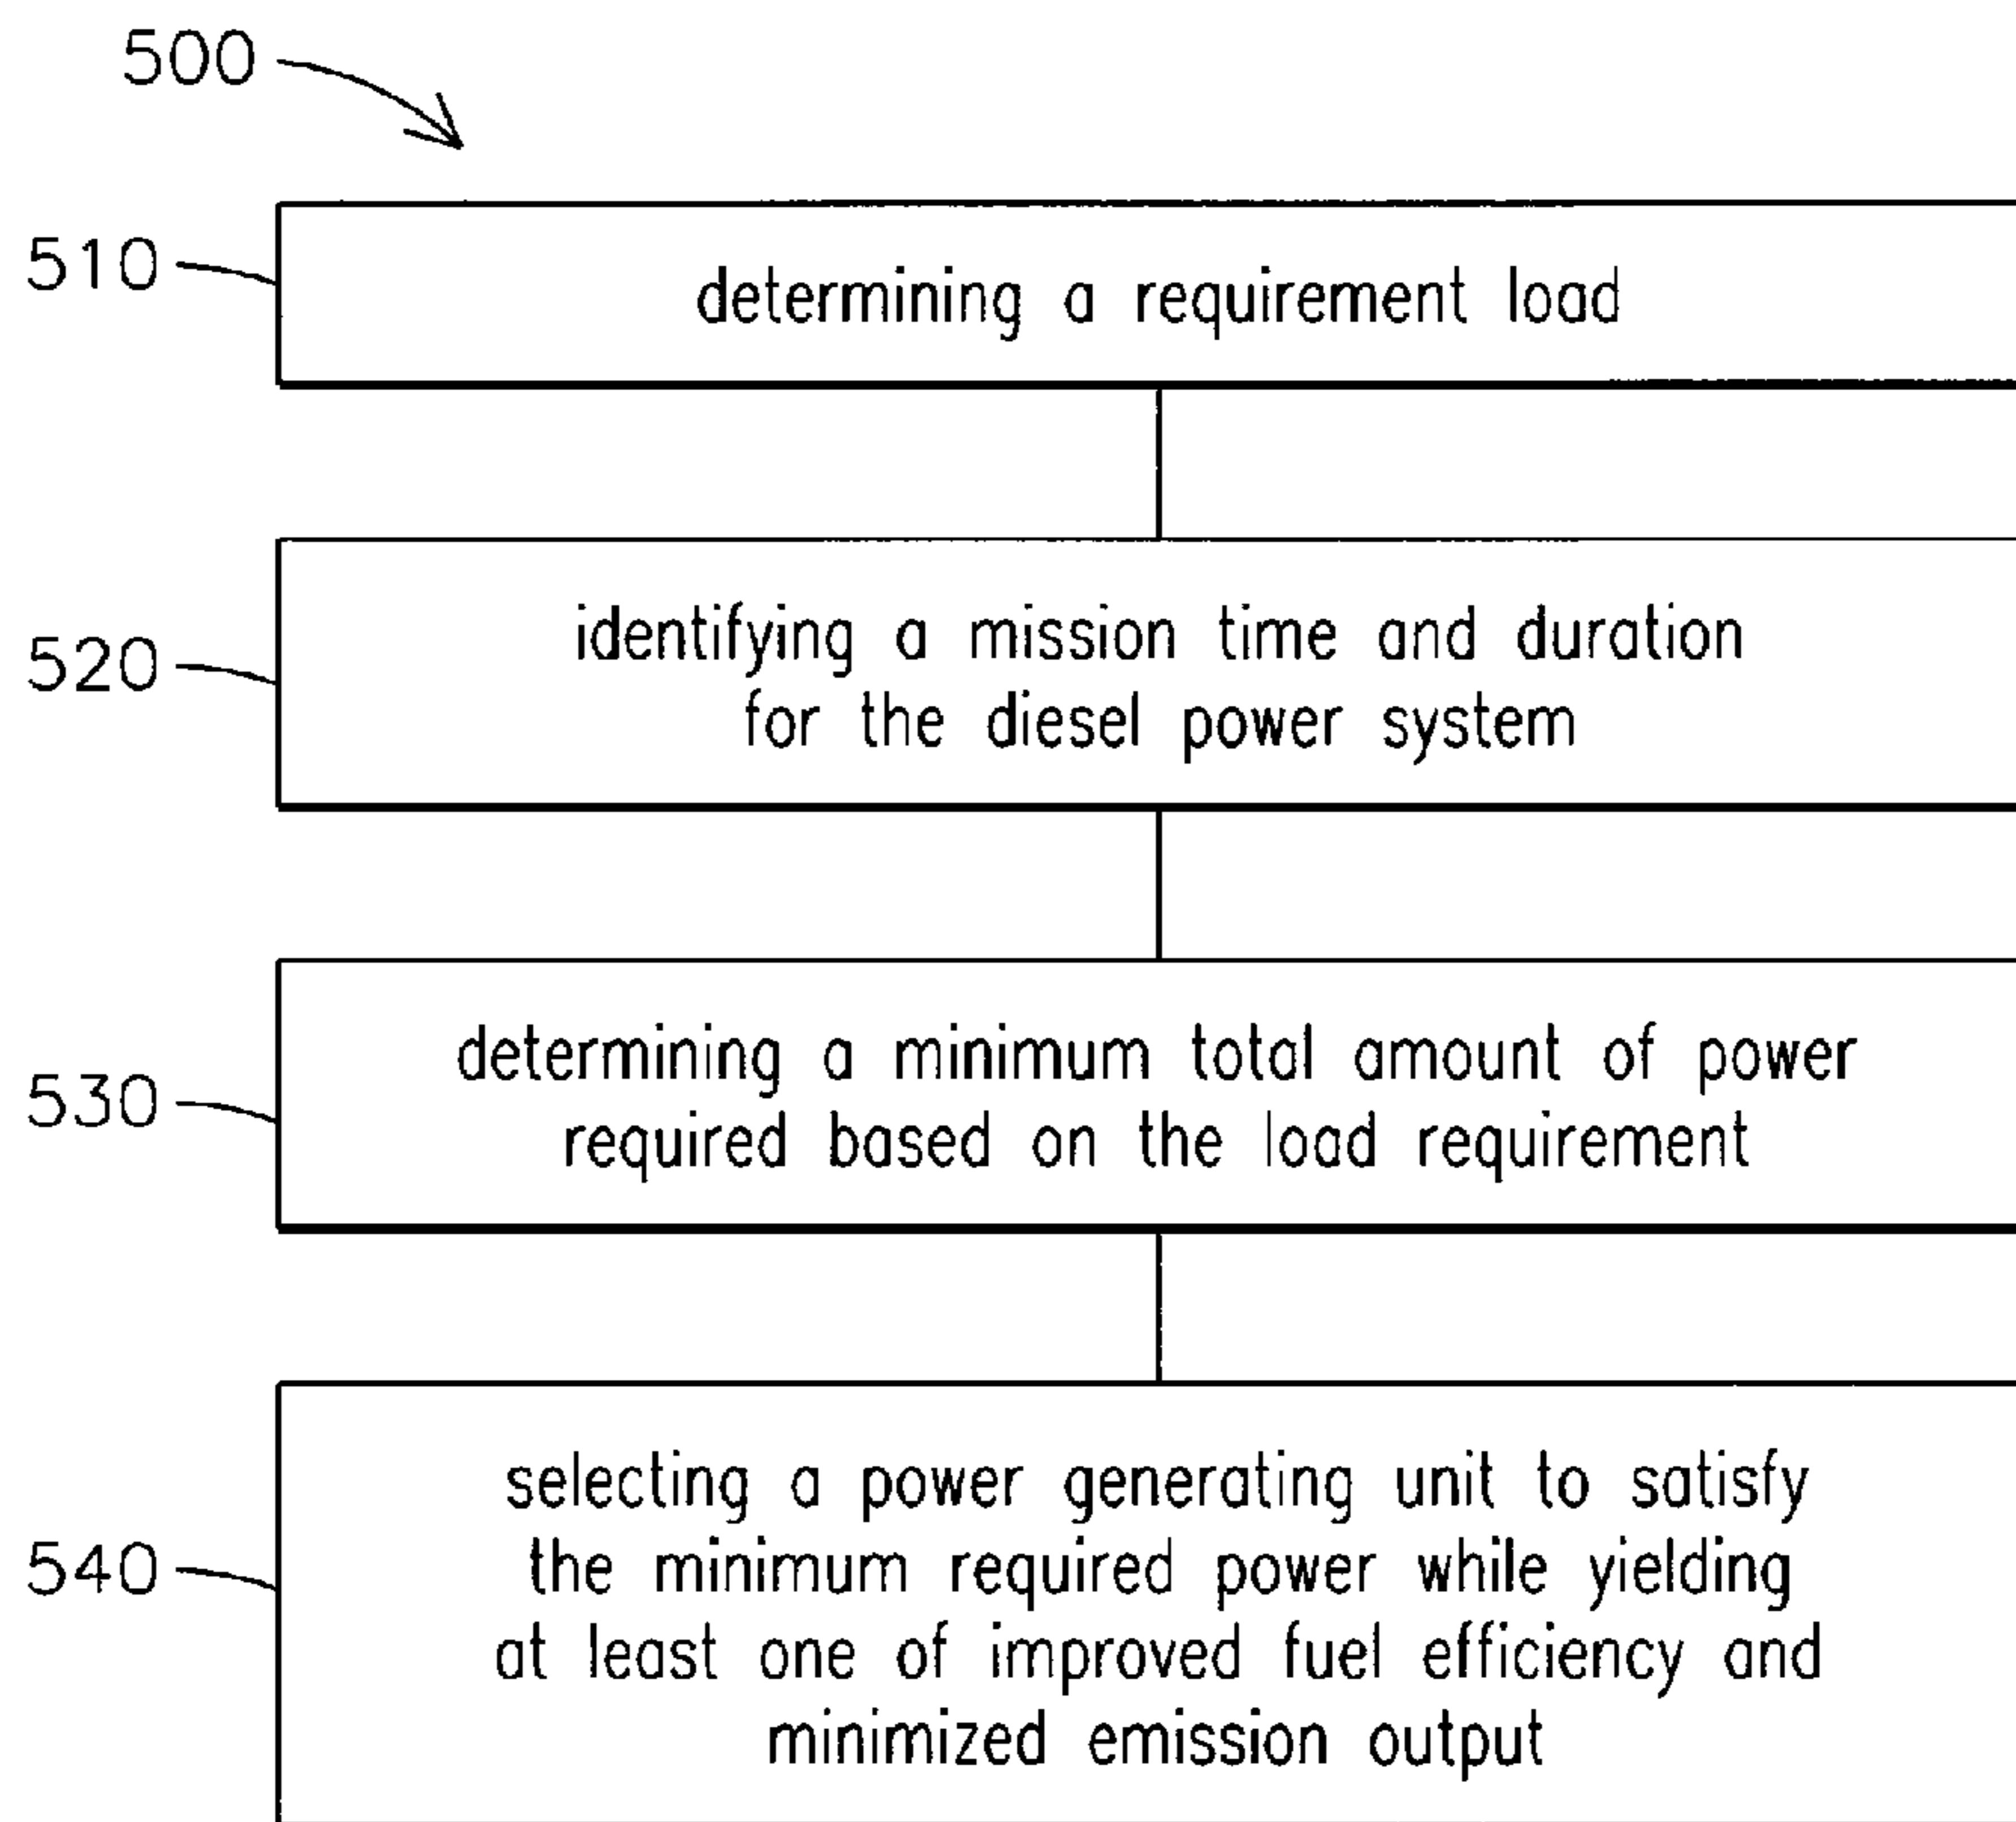 500
510
determining a requirement load
520
identifying a mission time and duration
for the diesel power system
530
determining a minimum total amount of power
required based on the load requirement
540
selecting a power generating unit to satisfy
the minimum required power while yielding
at least one of improved fuel efficiency and
minimized emission output